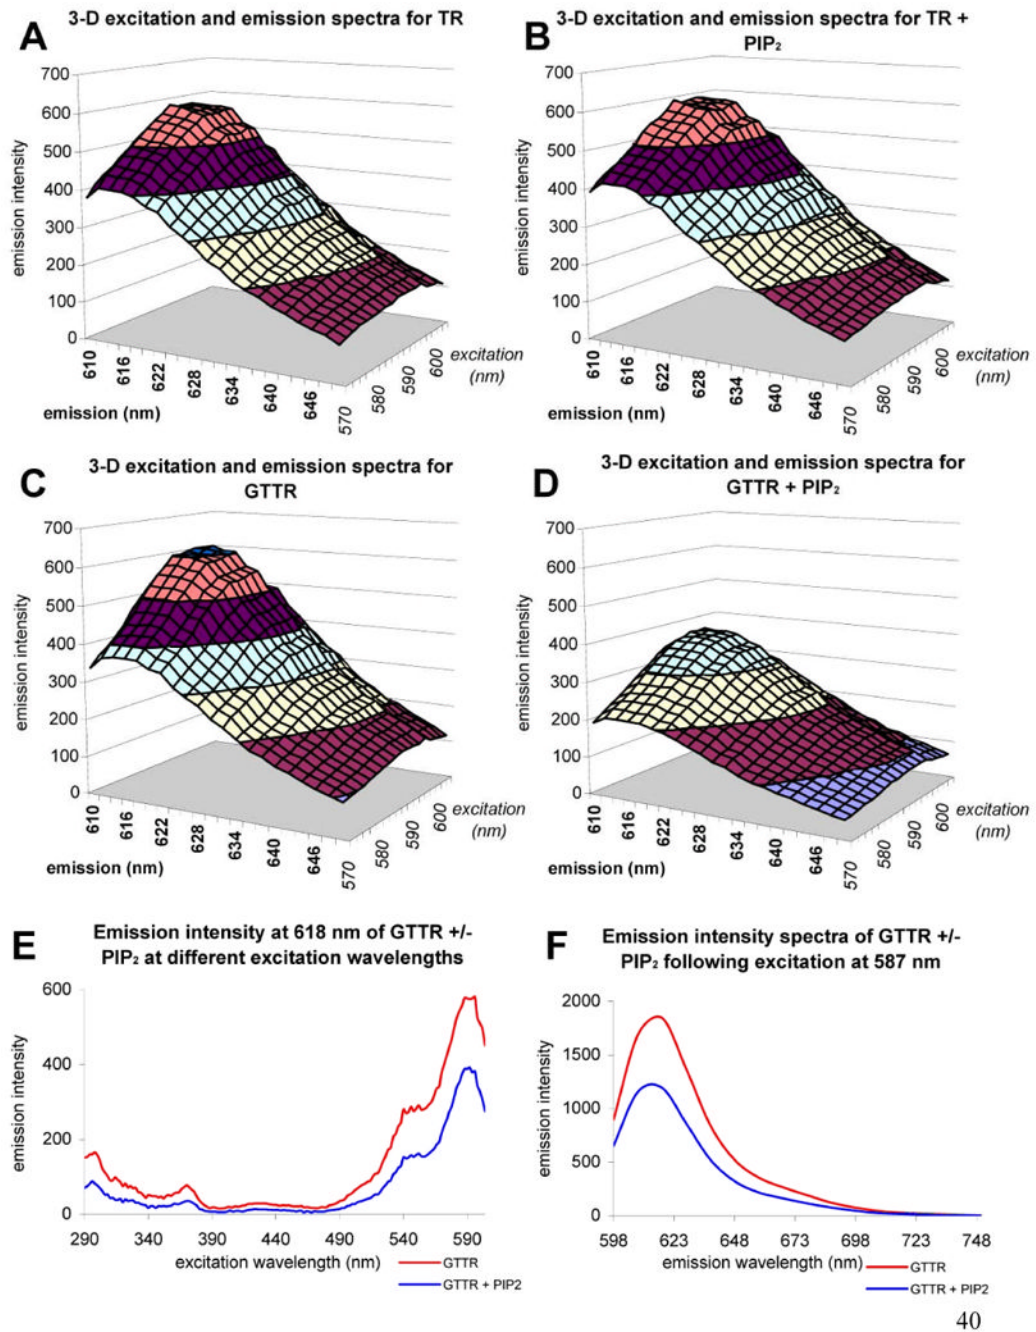 A
3-D excitation and emission spectra for TR
700
600
500
400
300
200
100
0
emission intensity
610
616
622
628
634
640
646
emission (nm)
570
580
590
600
excitation
(nm)
B
3-D excitation and emission spectra for TR +
PIP₂
700
600
500
400
300
200
100
0
emission intensity
610
616
622
628
634
640
646
emission (nm)
570
580
590
600
excitation
(nm)
C
3-D excitation and emission spectra for
GTTR
700
600
500
400
300
200
100
0
emission intensity
610
616
622
628
634
640
646
emission (nm)
570
580
590
600
excitation
(nm)
D
3-D excitation and emission spectra for
GTTR + PIP₂
700
600
500
400
300
200
100
0
emission intensity
610
616
622
628
634
640
646
emission (nm)
570
580
590
600
excitation
(nm)
E
Emission intensity at 618 nm of GTTR +/-
PIP₂ at different excitation wavelengths
600
400
200
0
emission intensity
290 340 390 440 490 540 590
excitation wavelength (nm)
GTTR
GTTR + PIP2
F
Emission intensity spectra of GTTR +/-
PIP₂ following excitation at 587 nm
2000
1500
1000
500
0
emission intensity
598 623 648 673 698 723 748
emission wavelength (nm)
GTTR
GTTR + PIP2
40